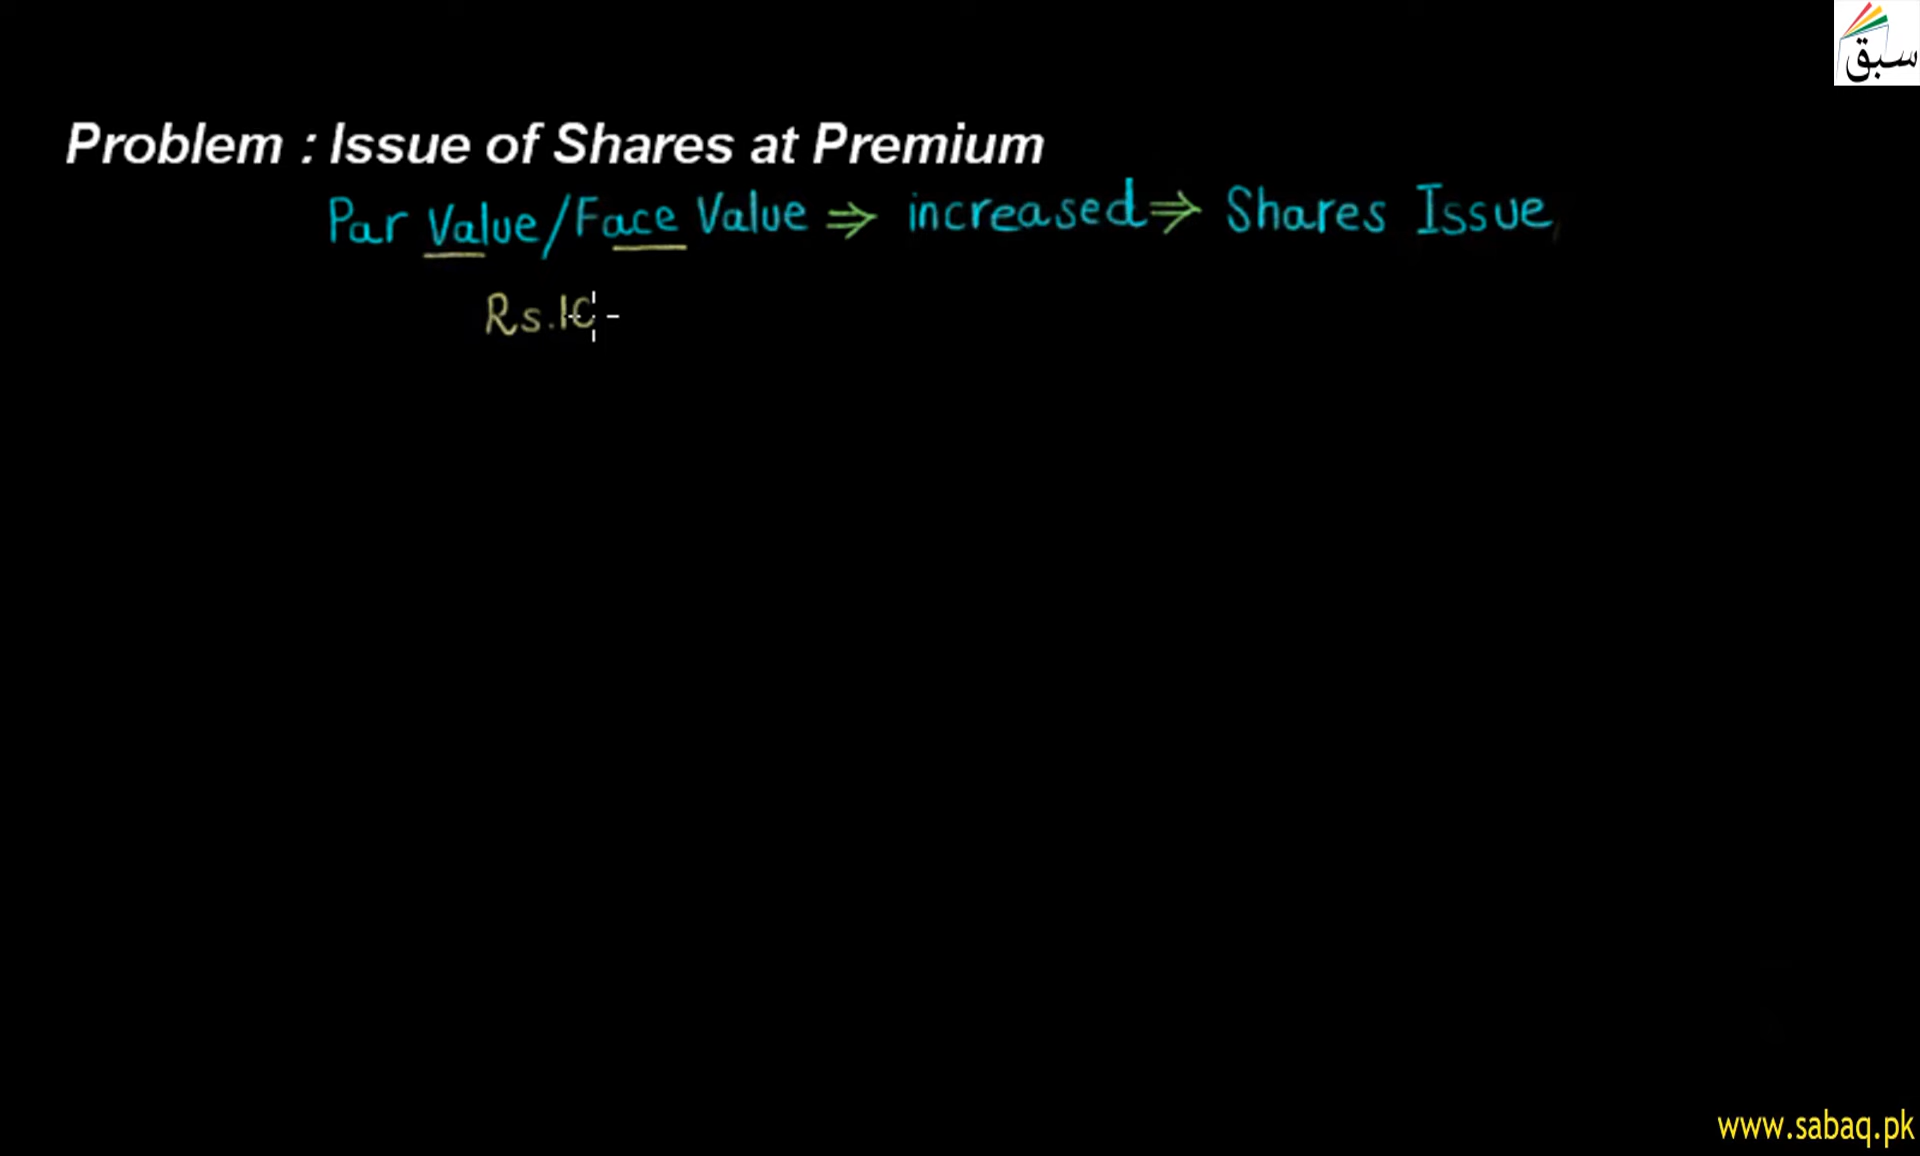 سبق
Problem : Issue of Shares at Premium
Par Value/Face Value ⇒ increased ⇒ Shares Issue
Rs.10
www.sabaq.pk